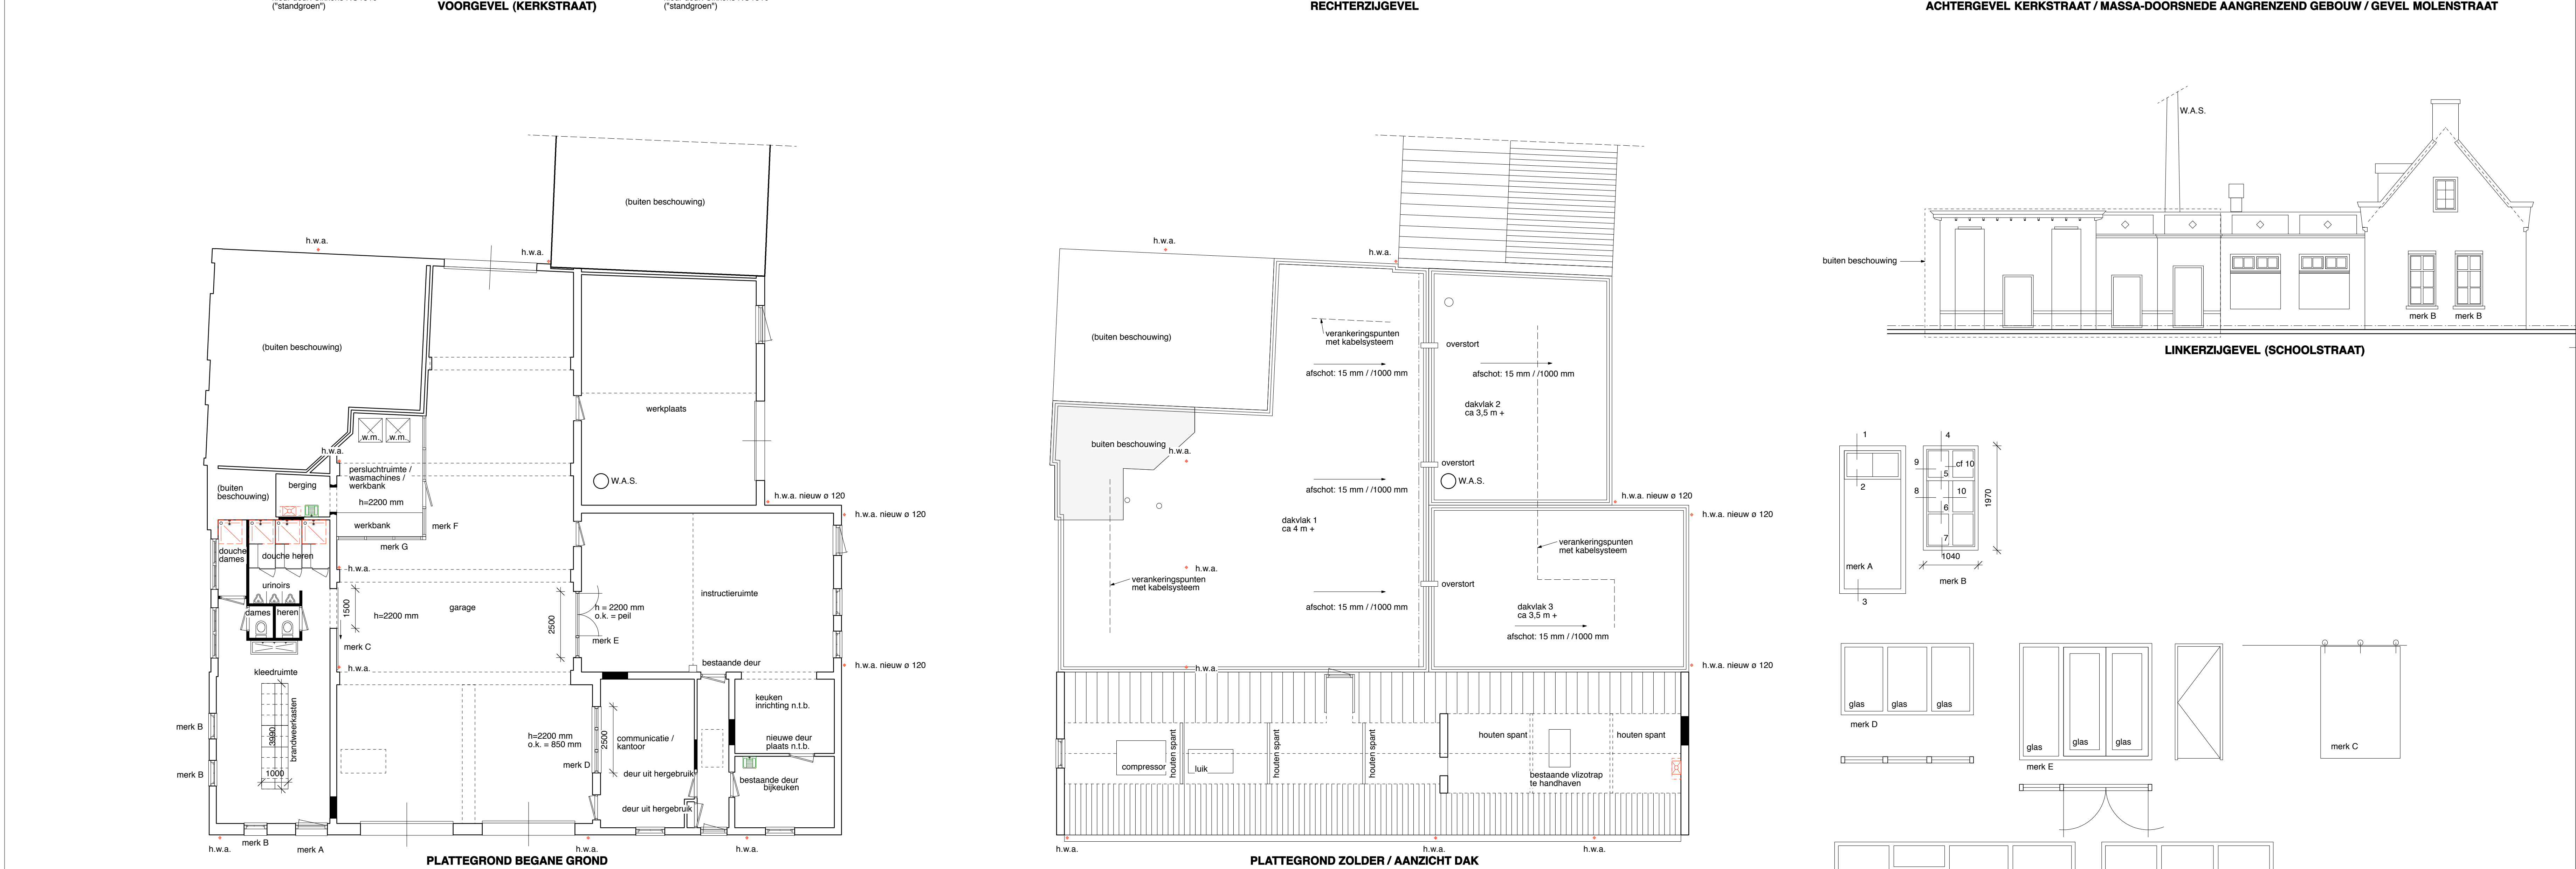 ("standgroen")
VOORGEVEL (KERKSTRAAT)
("standgroen")
RECHTERZIJGEVEL
ACHTERGEVEL KERKSTRAAT / MASSA-DOORSNEDE AANGRENZEND GEBOUW / GEVEL MOLENSTRAAT
(buiten beschouwing)
h.w.a.
h.w.a.
(buiten beschouwing)
werkplaats
w.m.
w.m.
h.w.a.
persluchtruimte /
wasmachines /
werkbank
h=2200 mm
W.A.S.
(buiten
beschouwing)
berging
h.w.a. nieuw ø 120
h.w.a. nieuw ø 120
werkbank
merk F
merk G
douche
dames
douche heren
h.w.a.
urinoirs
instructieruimte
dames
heren
1500
h=2200 mm
garage
2500
h = 2200 mm
o.k. = peil
merk E
merk C
h.w.a.
bestaande deur
h.w.a. nieuw ø 120
kleedruimte
brandweerkasten
3990
1000
keuken
inrichting n.t.b.
merk B
merk B
h=2200 mm
o.k. = 850 mm
2500
communicatie /
kantoor
nieuwe deur
plaats n.t.b.
merk D
deur uit hergebruik
bestaande deur
bijkeuken
deur uit hergebruik
h.w.a.
merk B
merk A
h.w.a.
h.w.a.
PLATTEGROND BEGANE GROND
h.w.a.
h.w.a.
(buiten beschouwing)
verankeringspunten
met kabelsysteem
overstort
afschot: 15 mm / /1000 mm
afschot: 15 mm / /1000 mm
dakvlak 2
ca 3,5 m +
buiten beschouwing
h.w.a.
overstort
W.A.S.
afschot: 15 mm / /1000 mm
h.w.a. nieuw ø 120
h.w.a. nieuw ø 120
dakvlak 1
ca 4 m +
verankeringspunten
met kabelsysteem
h.w.a.
verankeringspunten
met kabelsysteem
overstort
afschot: 15 mm / /1000 mm
dakvlak 3
ca 3,5 m +
afschot: 15 mm / /1000 mm
h.w.a.
h.w.a. nieuw ø 120
houten spant
houten spant
houten spant
houten spant
houten spant
compressor
luik
bestaande vlizotrap
te handhaven
h.w.a.
h.w.a.
h.w.a.
PLATTEGROND ZOLDER / AANZICHT DAK
W.A.S.
buiten beschouwing
merk B
merk B
LINKERZIJGEVEL (SCHOOLSTRAAT)
1
4
9
cf 10
5
2
8
10
6
1970
7
1040
merk A
merk B
3
glas
glas
glas
merk D
glas
glas
glas
merk E
merk C